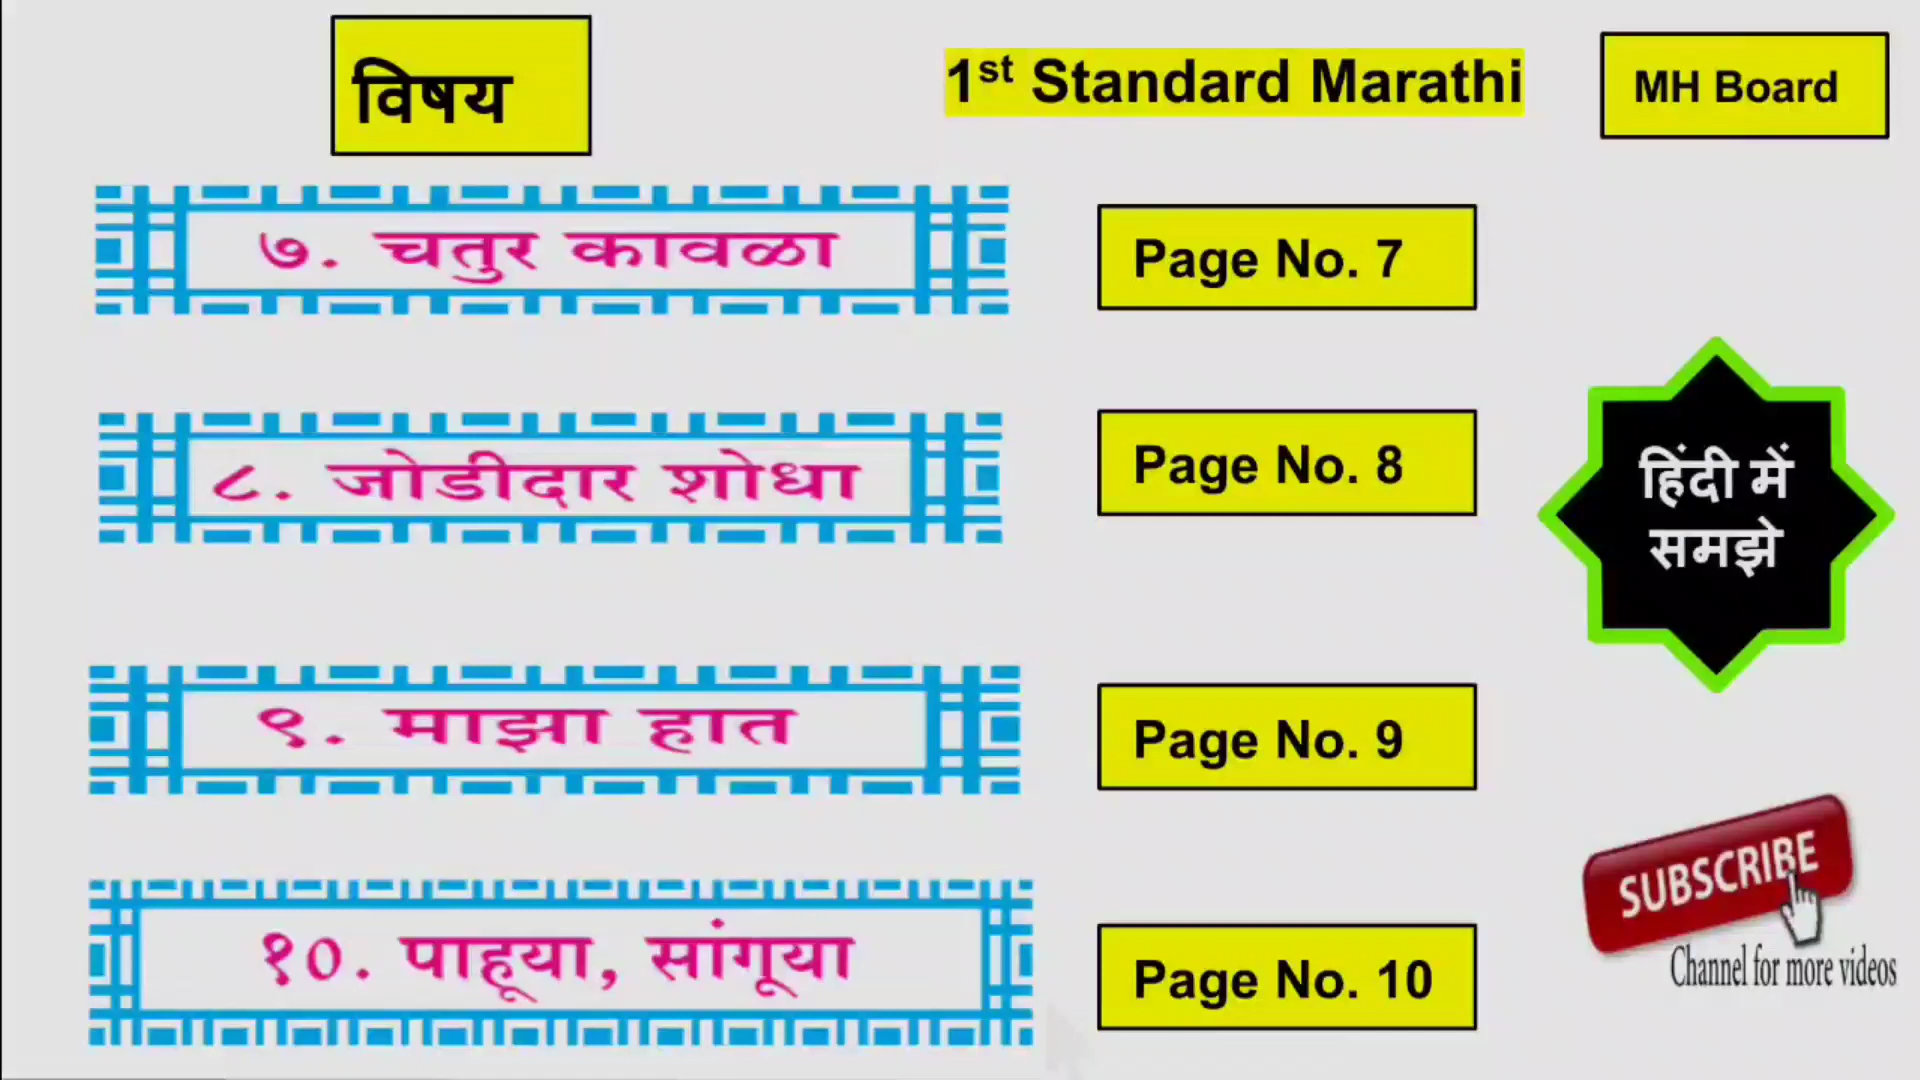 विषय
1st Standard Marathi
MH Board
७. चतुर कावळा
Page No. 7
८. जोडीदार शोधा
Page No. 8
हिंदी में
समझे
९. माझा हात
Page No. 9
SUBSCRIBE
Channel for more videos
१०. पाहूया, सांगूया
Page No. 10